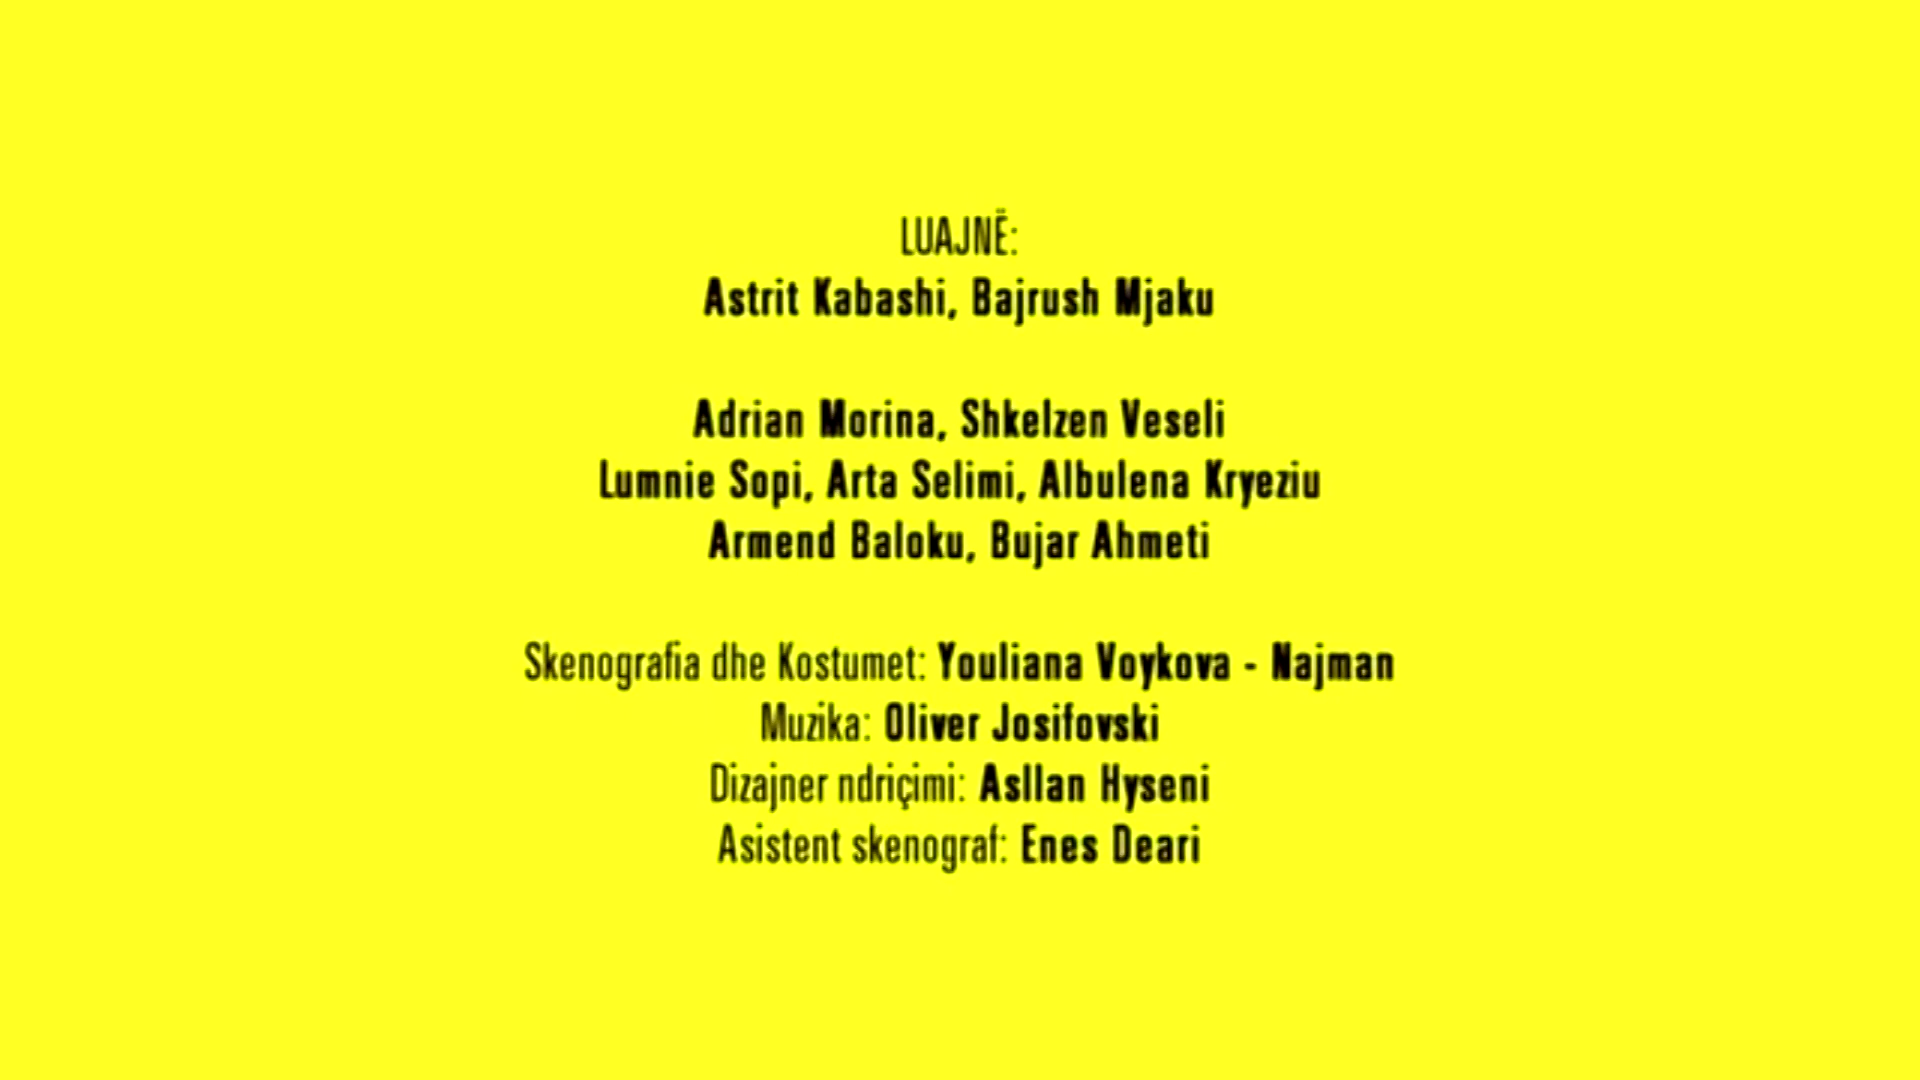 LUAJNË:
Astrit Kabashi, Bajrush Mjaku
Adrian Morina, Shkelzen Veseli
Lumnie Sopi, Arta Selimi, Albulena Kryeziu
Armend Baloku, Bujar Ahmeti
Skenografia dhe Kostumet: Youliana Voykova - Najman
Muzika: Oliver Josifovski
Dizajner ndriçimi: Asllan Hyseni
Asistent skenograf: Enes Deari